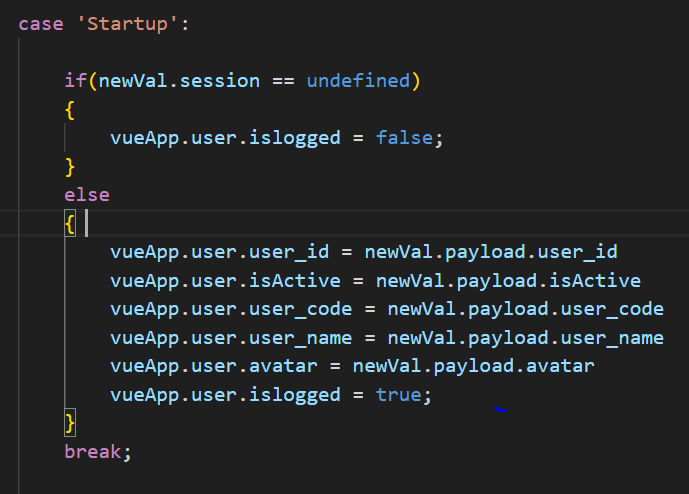 case 'Startup':
if(newVal.session == undefined)
{
vueApp.user.islogged = false;
}
else
{
vueApp.user.user_id = newVal.payload.user_id
vueApp.user.isActive = newVal.payload.isActive
vueApp.user.user_code = newVal.payload.user_code
vueApp.user.user_name = newVal.payload.user_name
vueApp.user.avatar = newVal.payload.avatar
vueApp.user.islogged = true;
}
break;